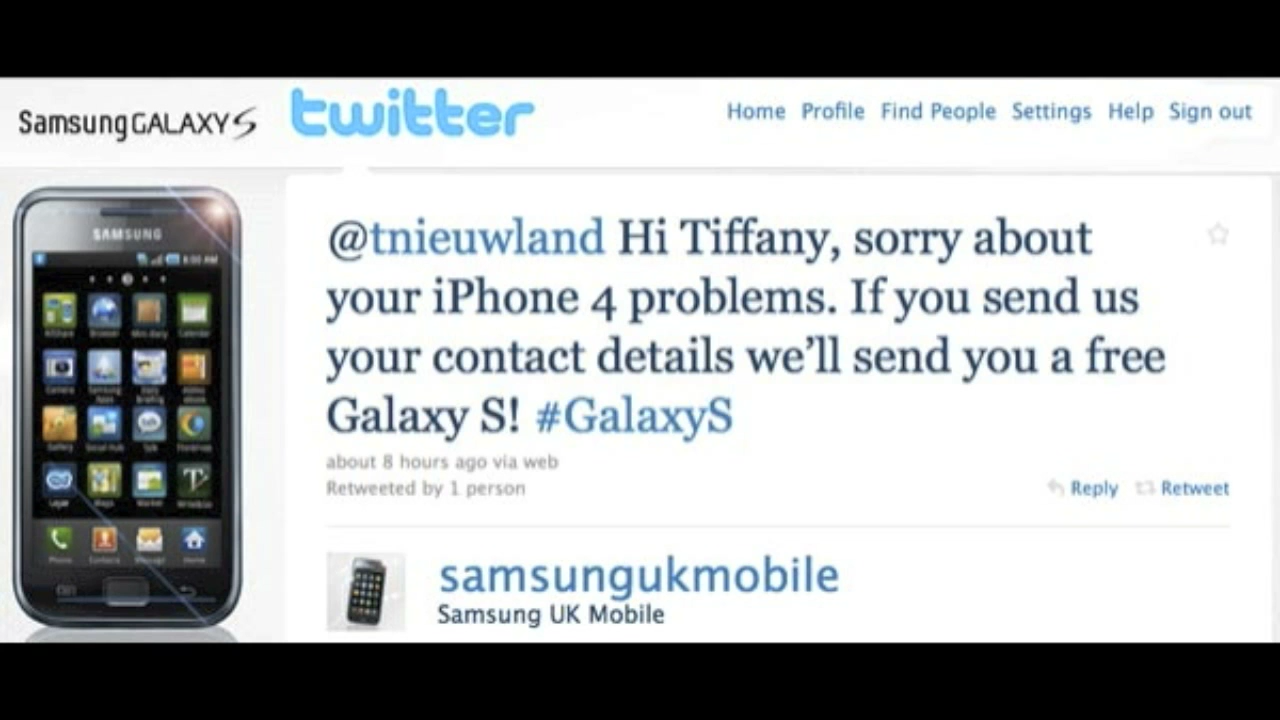 SamsungGALAXY S
twitter
Home Profile Find People Settings Help Sign out
SAMSUNG
@tnieuwland Hi Tiffany, sorry about
your iPhone 4 problems. If you send us
your contact details we'll send you a free
Galaxy S! #GalaxyS
about 8 hours ago via web
Retweeted by 1 person
Reply Retweet
samsungukmobile
Samsung UK Mobile